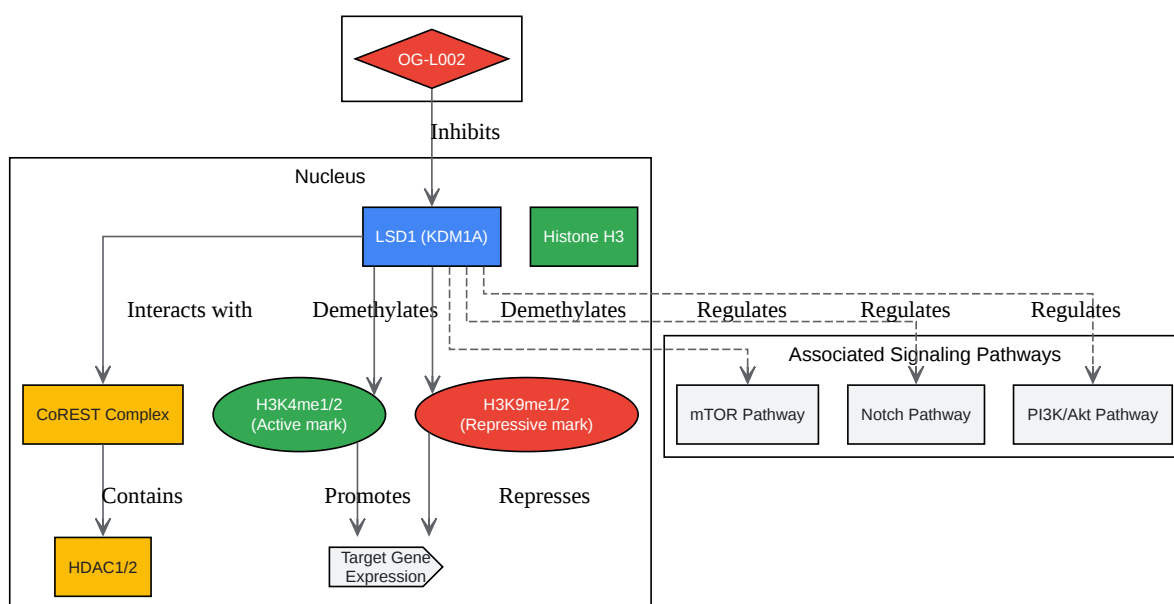 OG-L002
Inhibits
Nucleus
LSD1 (KDM1A)
Histone H3
Interacts with
Demethylates
Demethylates
Regulates
Regulates
Regulates
Associated Signaling Pathways
CoREST Complex
H3K4me1/2
(Active mark)
H3K9me1/2
(Repressive mark)
mTOR Pathway
Notch Pathway
PI3K/Akt Pathway
Contains
Promotes
Represses
HDAC1/2
Target Gene
Expression